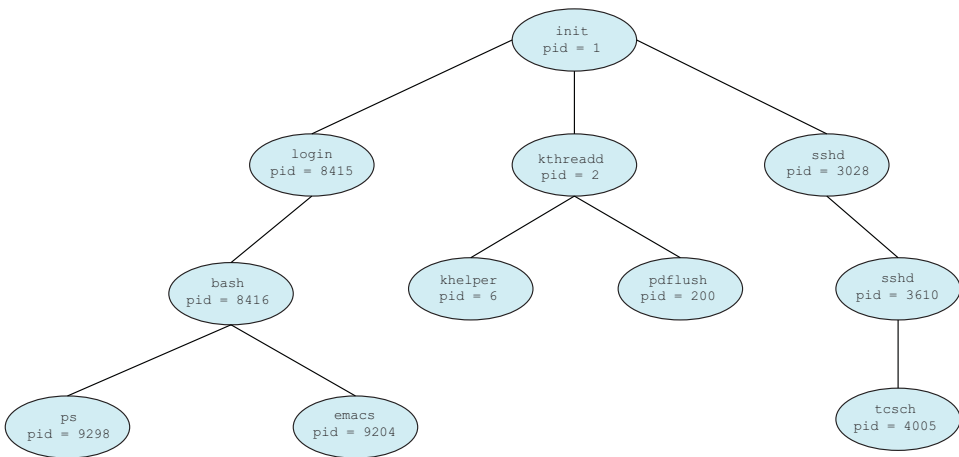 init
pid = 1
login
pid = 8415
kthreadd
pid = 2
sshd
pid = 3028
bash
pid = 8416
khelper
pid = 6
pdflush
pid = 200
sshd
pid = 3610
ps
pid = 9298
emacs
pid = 9204
tcsch
pid = 4005